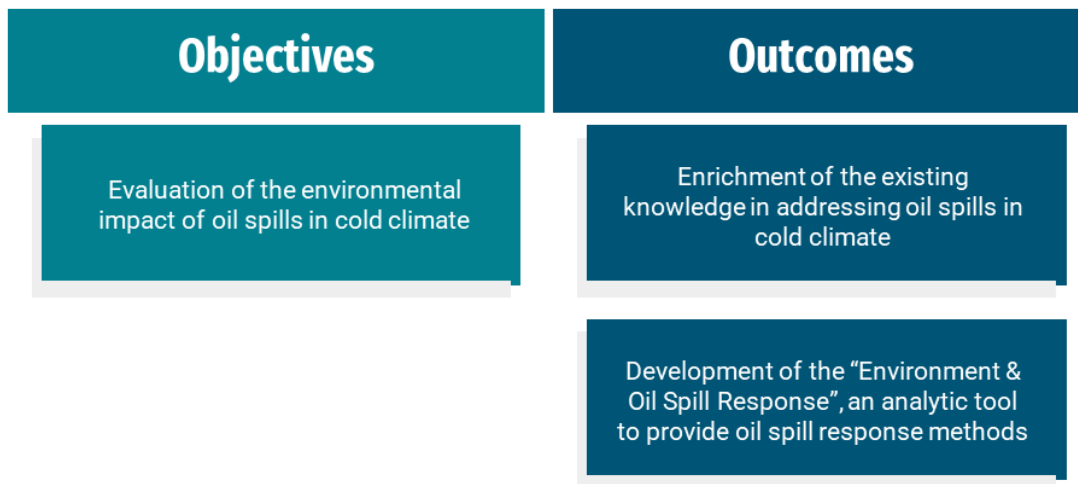 Objectives
Outcomes
Evaluation of the environmental
impact of oil spills in cold climate
Enrichment of the existing
knowledge in addressing oil spills in
cold climate
Development of the “Environment &
Oil Spill Response”, an analytic tool
to provide oil spill response methods